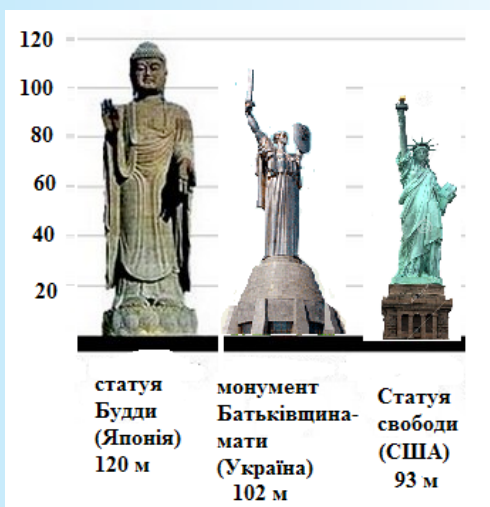 120
100
80
60
40
20
статуя
Будди
(Японія)
120 м
монумент
Батьківщина-
мати
(Україна)
102 м
Статуя
свободи
(США)
93 м